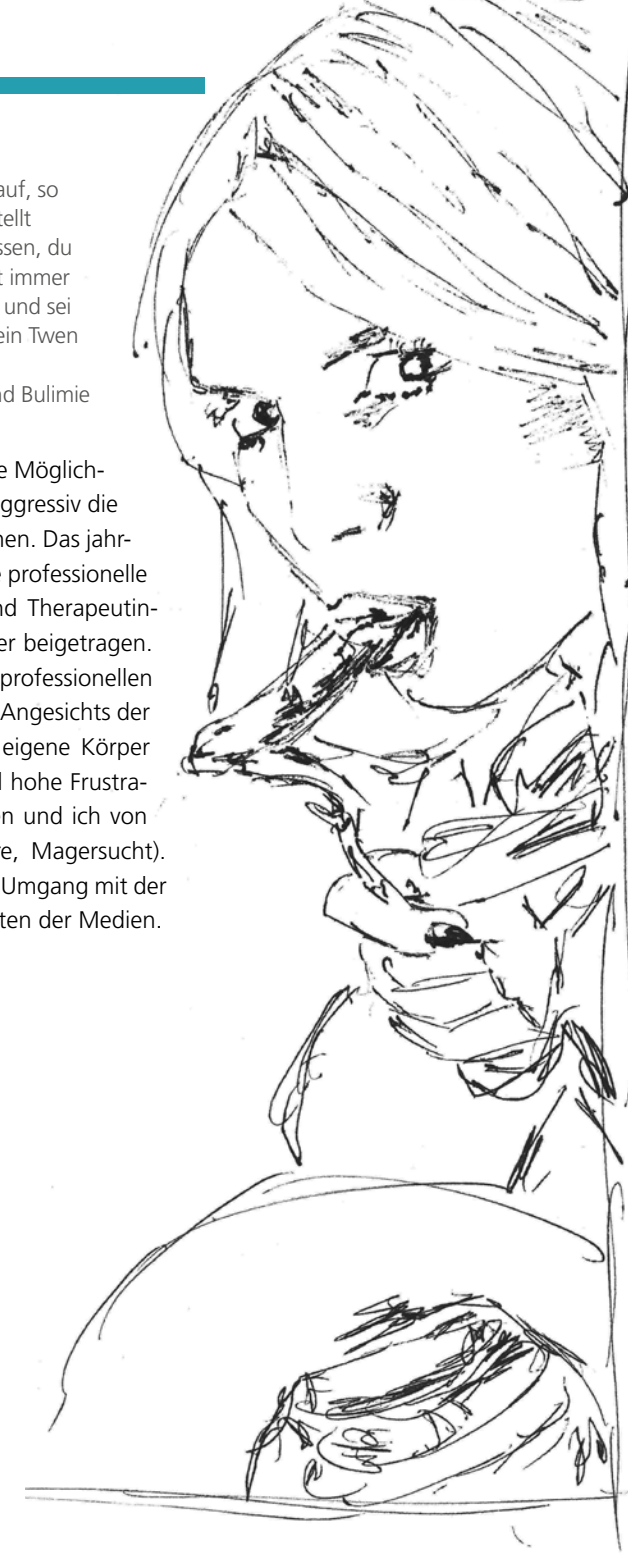 auf, so
tellt
ssen, du
t immer
und sei
ein Twen
nd Bulimie
e Möglich-
ggressiv die
nen. Das jahr-
e professionelle
nd Therapeutin-
er beigetragen.
professionellen
Angesichts der
eigene Körper
l hohe Frustra-
en und ich von
e, Magersucht).
Umgang mit der
ten der Medien.